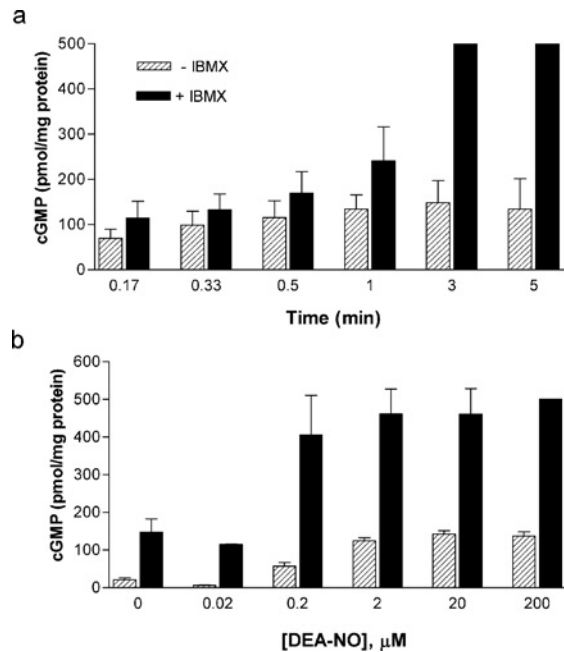 a
500
400
300
200
100
0
cGMP (pmol/mg protein)
- IBMX
+ IBMX
0.17 0.33 0.5 1 3 5
Time (min)
b
600
500
400
300
200
100
0
cGMP (pmol/mg protein)
0 0.02 0.2 2 20 200
[DEA-NO], μM